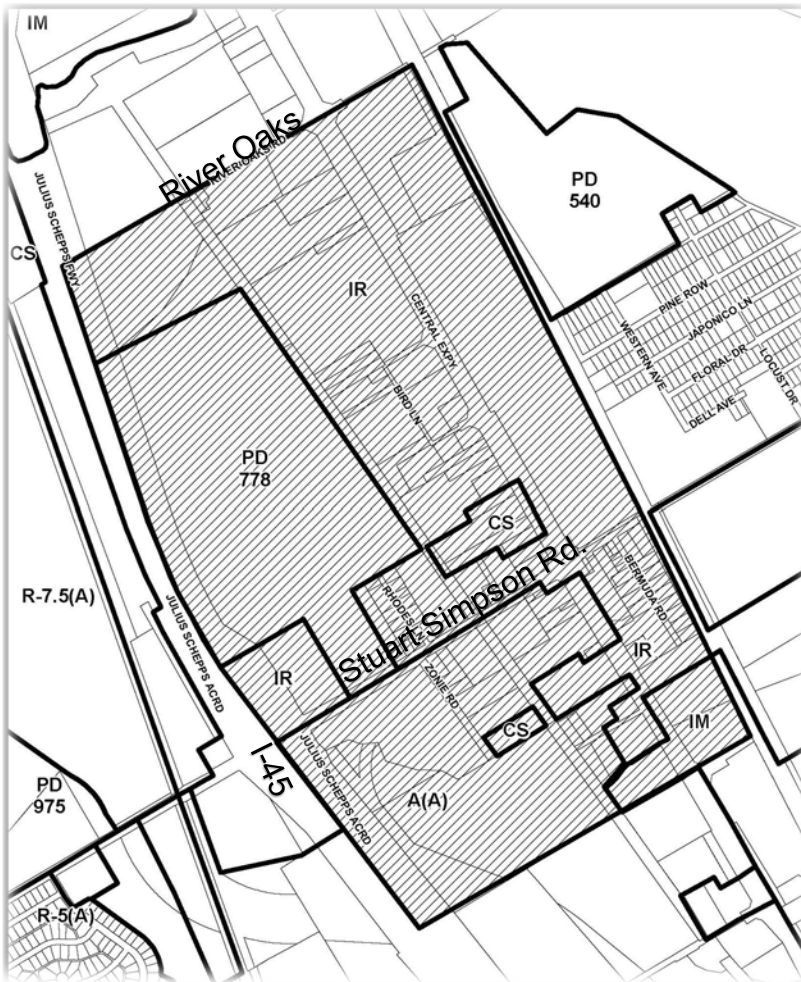 IM
River Oaks
RIVER OAKS RD
JULIUS SCHEPPS FWY
PD
540
CS
IR
PINE ROW
JAPONICO LN
WESTERN AVE
FLORAL DR
LOCUST DR
DELL AVE
CENTRAL EXPY
BIRD LN
PD
778
CS
Stuart Simpson Rd.
R-7.5(A)
JULIUS SCHEPPS ACRD
BERMUDA RD
IR
IR
ZONIE RD
CS
IM
I-45
JULIUS SCHEPPS ACRD
PD
975
A(A)
R-5(A)